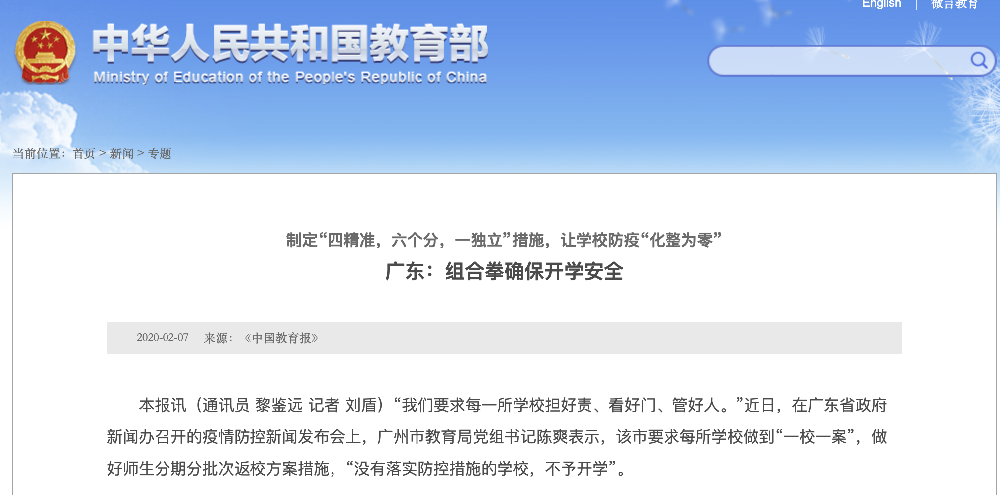 English | 微言教育
中华人民共和国教育部
Ministry of Education of the People's Republic of China
当前位置：首页 > 新闻 > 专题
制定“四精准，六个分，一独立”措施，让学校防疫“化整为零”
广东：组合拳确保开学安全
2020-02-07 来源：《中国教育报》
本报讯（通讯员 黎鉴远 记者 刘盾）“我们要求每一所学校担好责、看好门、管好人。”近日，在广东省政府
新闻办召开的疫情防控新闻发布会上，广州市教育局党组书记陈爽表示，该市要求每所学校做到“一校一案”，做
好师生分期分批次返校方案措施，“没有落实防控措施的学校，不予开学”。